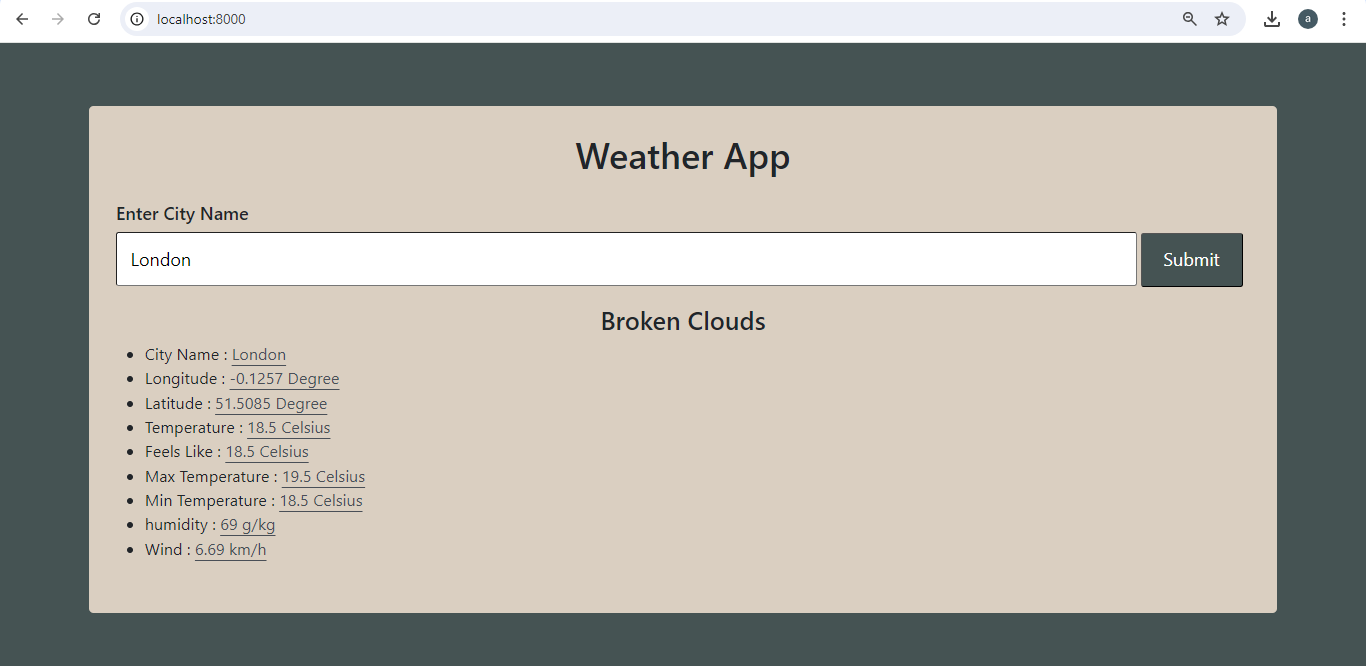 localhost:8000
a
Weather App
Enter City Name
London
Submit
Broken Clouds
City Name : London
Longitude : -0.1257 Degree
Latitude : 51.5085 Degree
Temperature : 18.5 Celsius
Feels Like : 18.5 Celsius
Max Temperature : 19.5 Celsius
Min Temperature : 18.5 Celsius
humidity : 69 g/kg
Wind : 6.69 km/h